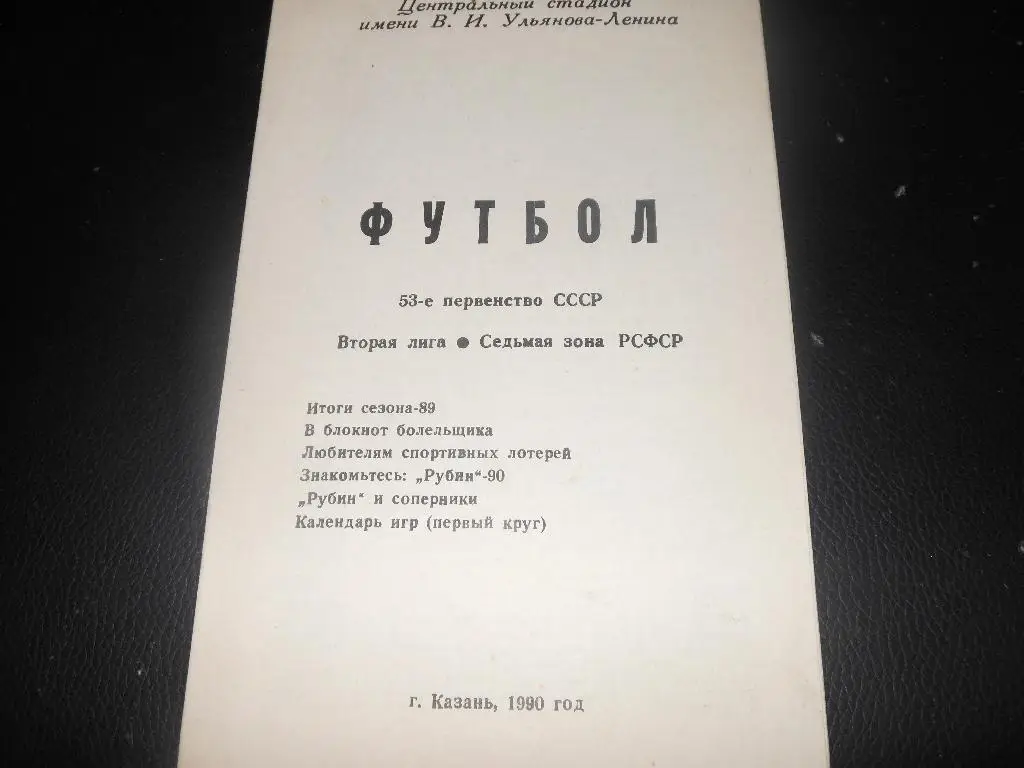 Центральный стадион
имени В. И. Ульянова-Ленина
ФУТБОЛ
53-е первенство СССР
Вторая лига ● Седьмая зона РСФСР
Итоги сезона-89
В блокнот болельщика
Любителям спортивных лотерей
Знакомьтесь: „Рубин“-90
„Рубин“ и соперники
Календарь игр (первый круг)
г. Казань, 1990 год